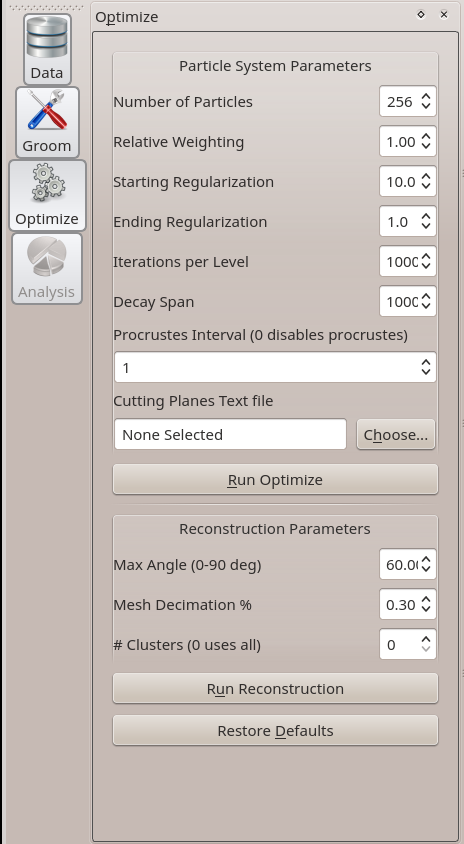 Optimize
Data
Groom
Optimize
Analysis
Particle System Parameters
Number of Particles 256
Relative Weighting 1.00
Starting Regularization 10.0
Ending Regularization 1.0
Iterations per Level 1000
Decay Span 1000
Procrustes Interval (0 disables procrustes)
1
Cutting Planes Text file
None Selected Choose...
Run Optimize
Reconstruction Parameters
Max Angle (0-90 deg) 60.00
Mesh Decimation % 0.30
# Clusters (0 uses all) 0
Run Reconstruction
Restore Defaults